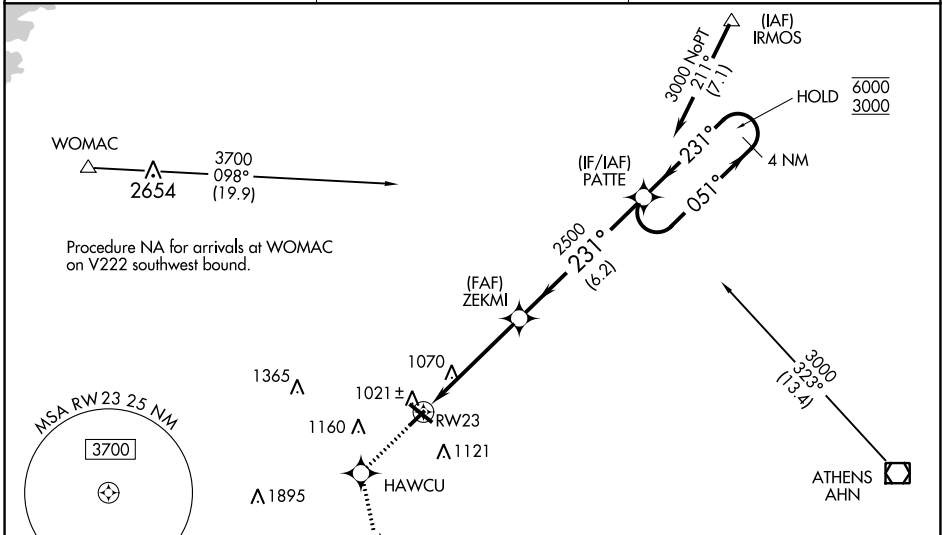 (IAF)
IRMOS
3000 NoPT
211°
(7.1)
HOLD
6000
3000
4 NM
231°
051°
(IF/IAF)
PATTE
WOMAC
2654
3700
098°
(19.9)
Procedure NA for arrivals at WOMAC
on V222 southwest bound.
2500
231°
(6.2)
(FAF)
ZEKMI
3000
323°
(13.4)
1070
1365
1021±
RW23
1160
1121
HAWCU
1895
ATHENS
AHN
MSA RW23 25 NM
3700